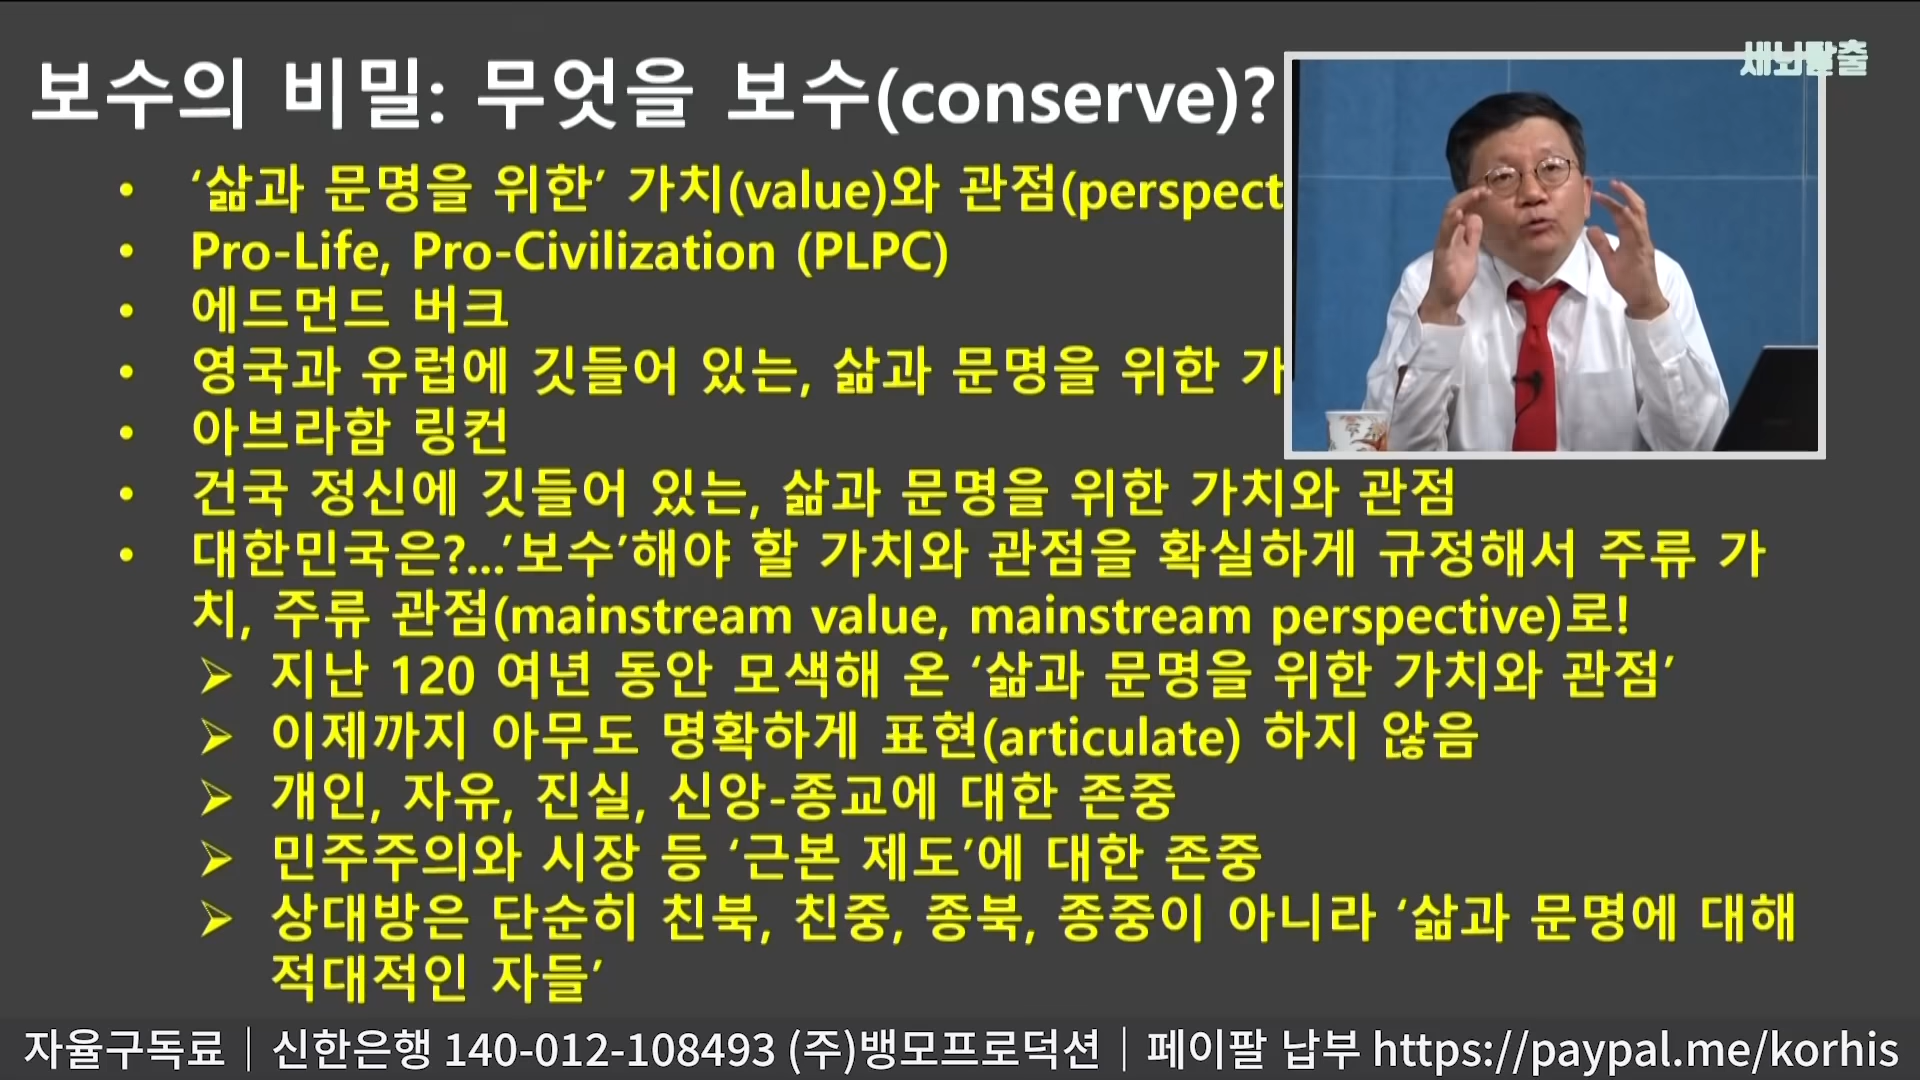 보수의 비밀: 무엇을 보수(conserve)?
세뇌탈출
• ‘삶과 문명을 위한’ 가치(value)와 관점(perspect
• Pro-Life, Pro-Civilization (PLPC)
• 에드먼드 버크
• 영국과 유럽에 깃들어 있는, 삶과 문명을 위한 가
• 아브라함 링컨
• 건국 정신에 깃들어 있는, 삶과 문명을 위한 가치와 관점
• 대한민국은?...’보수’해야 할 가치와 관점을 확실하게 규정해서 주류 가
치, 주류 관점(mainstream value, mainstream perspective)로!
➢ 지난 120 여년 동안 모색해 온 ‘삶과 문명을 위한 가치와 관점’
➢ 이제까지 아무도 명확하게 표현(articulate) 하지 않음
➢ 개인, 자유, 진실, 신앙-종교에 대한 존중
➢ 민주주의와 시장 등 ‘근본 제도’에 대한 존중
➢ 상대방은 단순히 친북, 친중, 종북, 종중이 아니라 ‘삶과 문명에 대해
적대적인 자들’
자율구독료│신한은행 140-012-108493 (주)뱅모프로덕션│페이팔 납부 https://paypal.me/korhis